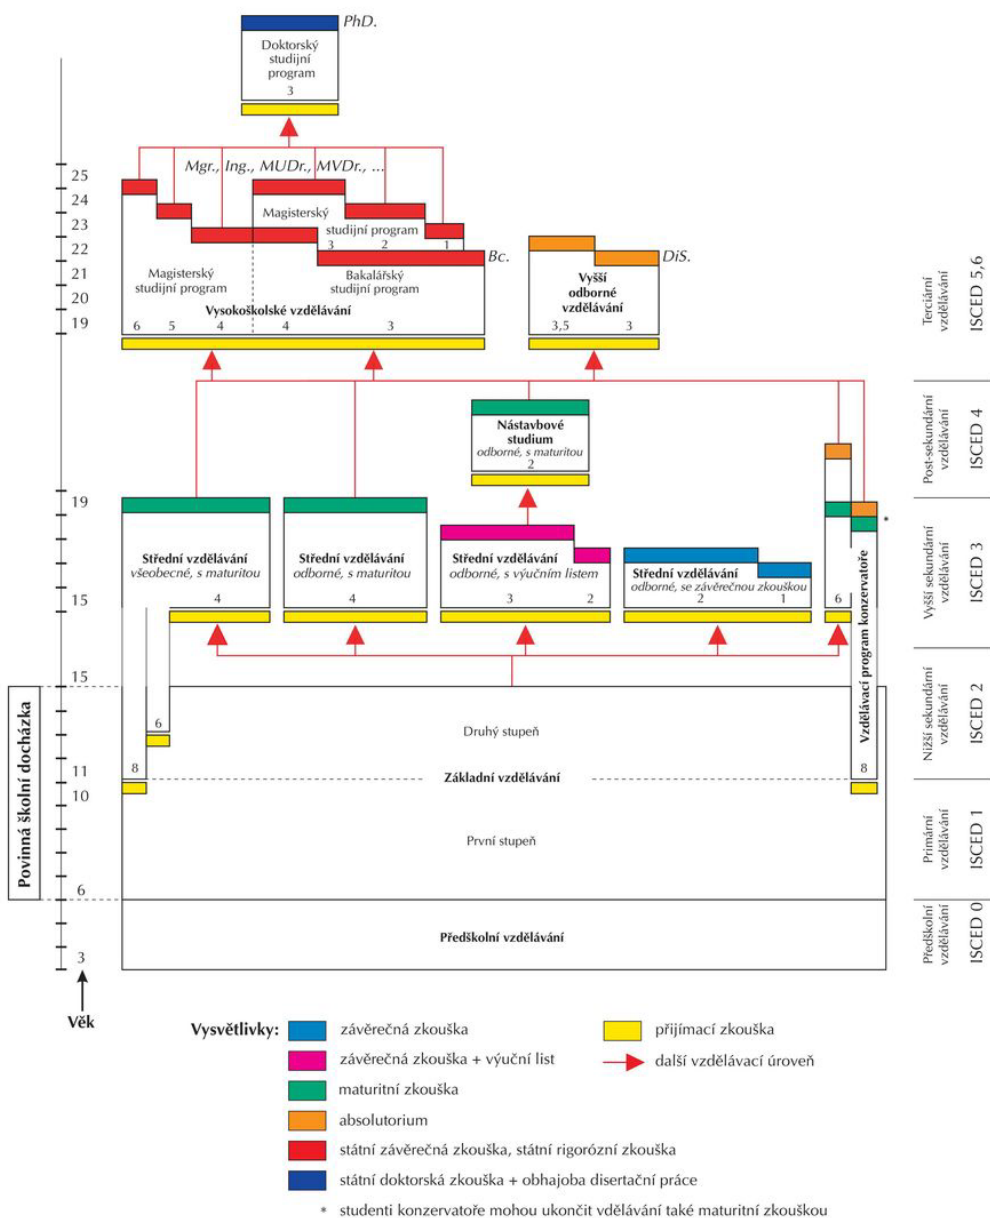 PhD.
Doktorský
studijní
program
3
Mgr., Ing., MUDr., MVDr., ...
25
24
23
22
21
20
19
Magisterský
studijní program
3
2
1
Bc.
Magisterský
studijní program
Bakalářský
studijní program
Vysokoškolské vzdělávání
6
5
4
4
3
DiS.
Vyšší
odborné
vzdělávání
3,5
3
Terciární
vzdělávání
ISCED 5,6
Nástavbové
studium
odborné, s maturitou
2
Post-sekundární
vzdělávání
ISCED 4
19
15
Střední vzdělávání
všeobecné, s maturitou
4
Střední vzdělávání
odborné, s maturitou
4
Střední vzdělávání
odborné, s výučním listem
3
2
Střední vzdělávání
odborné, se závěrečnou zkouškou
2
1
6
*
Vzdělávací program konzervatoře
8
Vyšší sekundární
vzdělávání
ISCED 3
15
11
10
6
3
Povinná školní docházka
6
8
Druhý stupeň
Základní vzdělávání
První stupeň
Předškolní vzdělávání
Nižší sekundární
vzdělávání
ISCED 2
Primární
vzdělávání
ISCED 1
Předškolní
vzdělávání
ISCED 0
Věk
Vysvětlivky:
závěrečná zkouška
přijímací zkouška
závěrečná zkouška + výuční list
další vzdělávací úroveň
maturitní zkouška
absolutorium
státní závěrečná zkouška, státní rigorózní zkouška
státní doktorská zkouška + obhajoba disertační práce
* studenti konzervatoře mohou ukončit vdělávání také maturitní zkouškou